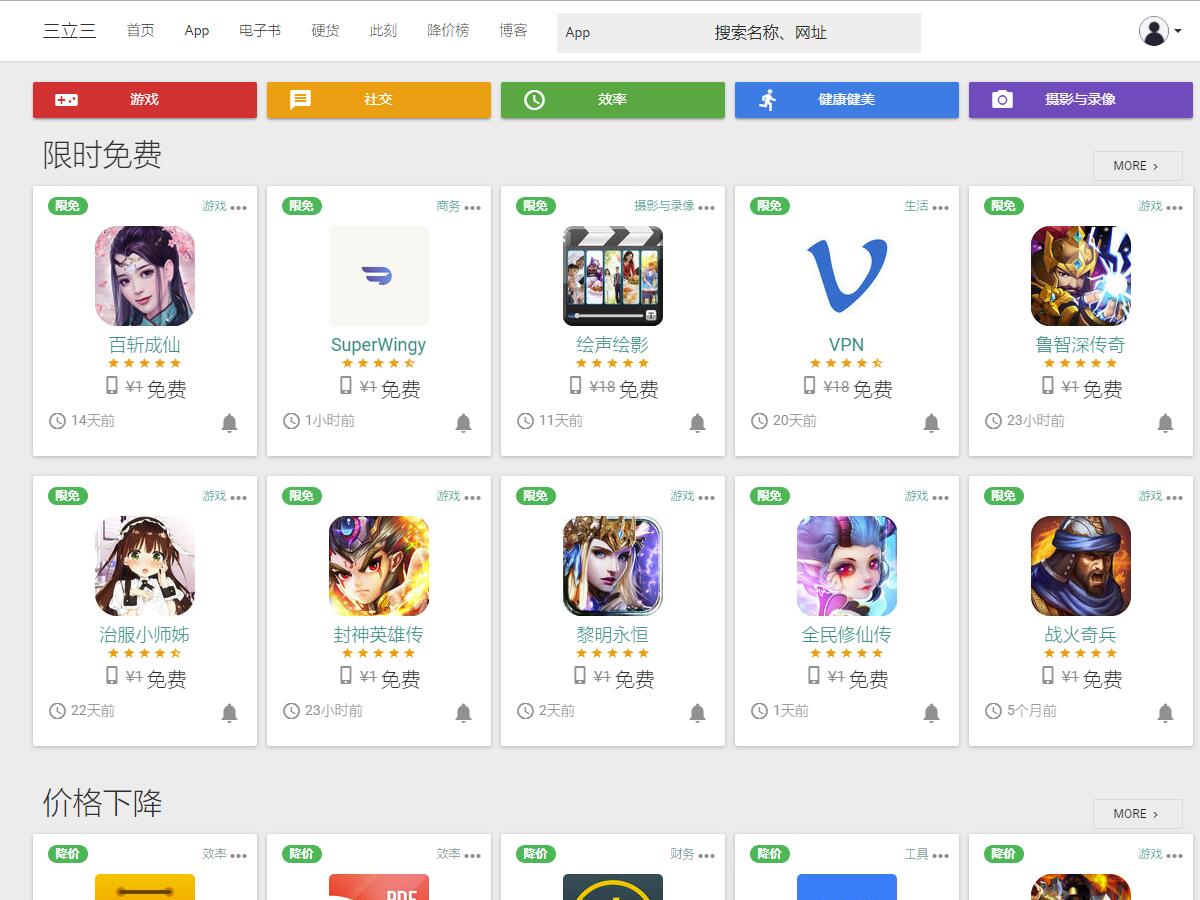 三立三 首页 App 电子书 硬货 此刻 降价榜 博客 App 搜索名称、网址
游戏 社交 效率 健康健美 摄影与录像
限时免费
MORE ›
限免 游戏 限免 商务 限免 摄影与录像 限免 生活 限免 游戏
百斩成仙 SuperWingy 绘声绘影 VPN 鲁智深传奇
¥1 免费 ¥1 免费 ¥18 免费 ¥18 免费 ¥1 免费
14天前 1小时前 11天前 20天前 23小时前
限免 游戏 限免 游戏 限免 游戏 限免 游戏 限免 游戏
治服小师姊 封神英雄传 黎明永恒 全民修仙传 战火奇兵
¥1 免费 ¥1 免费 ¥1 免费 ¥1 免费 ¥1 免费
22天前 23小时前 2天前 1天前 5个月前
价格下降
MORE ›
降价 效率 降价 效率 降价 财务 降价 工具 降价 游戏
PDF